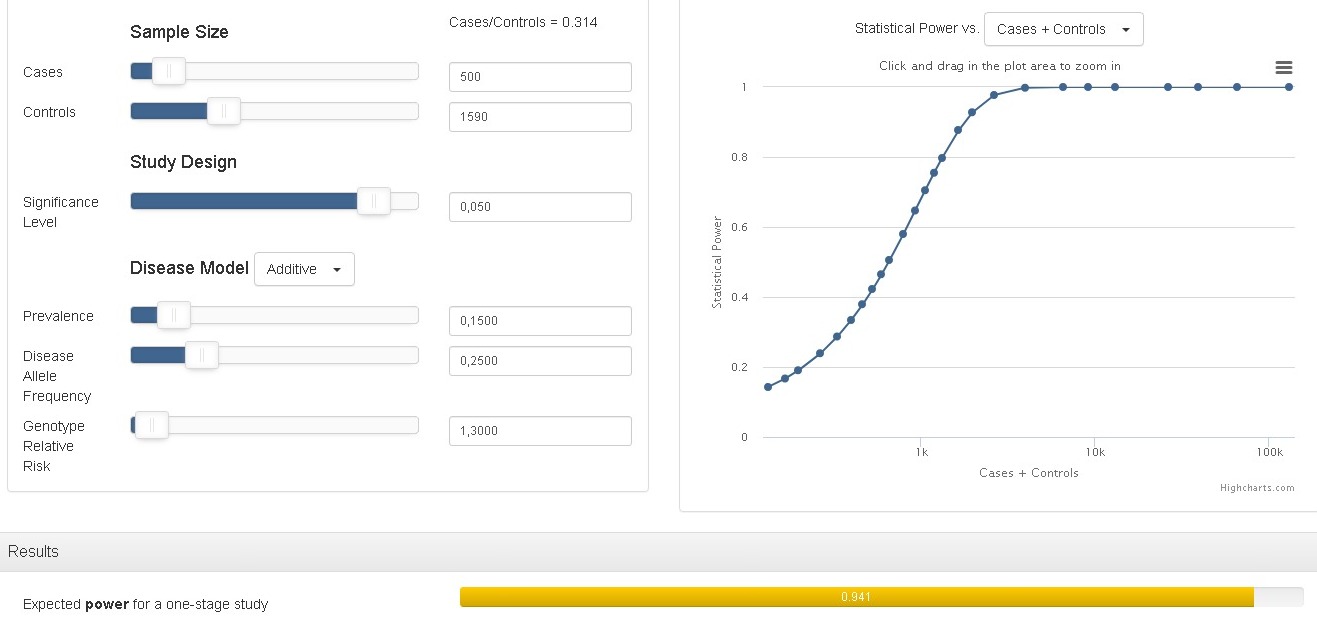 Cases/Controls = 0.314
Sample Size
Cases
500
Controls
1590
Study Design
Significance
Level
0,050
Disease Model
Additive
Prevalence
0,1500
Disease
Allele
Frequency
0,2500
Genotype
Relative
Risk
1,3000
Statistical Power vs.
Cases + Controls
Click and drag in the plot area to zoom in
1
0.8
0.6
0.4
0.2
0
Statistical Power
1k
10k
100k
Cases + Controls
Highcharts.com
Results
Expected power for a one-stage study
0.941